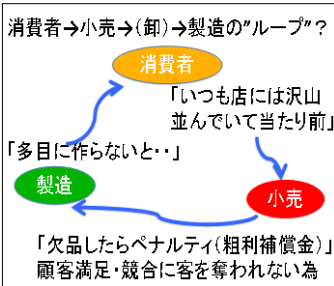 消費者→小売→(卸)→製造の”ループ”？
消費者
「いつも店には沢山
並んでいて当たり前」
「多目に作らないと・・」
製造
小売
「欠品したらペナルティ(粗利補償金)」
顧客満足・競合に客を奪われない為